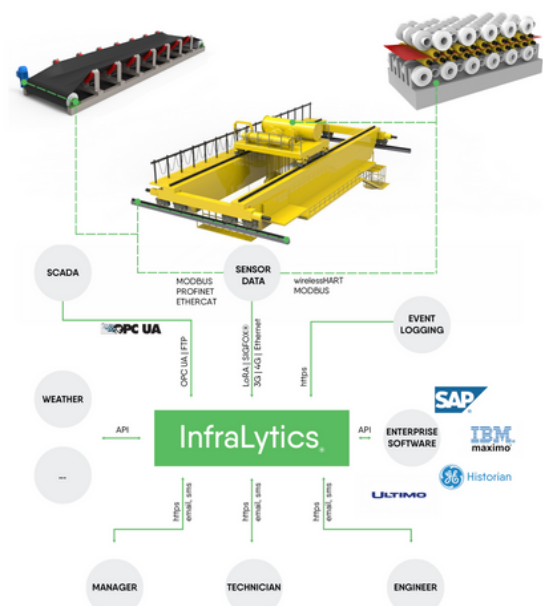 SCADA
SENSOR
DATA
MODBUS
PROFINET
ETHERCAT
wirelessHART
MODBUS
EVENT
LOGGING
OPC UA
OPC UA | FTP
LoRA | SIGFOX®
3G | 4G | Ethernet
https
WEATHER
API
InfraLytics®
API
ENTERPRISE
SOFTWARE
SAP
IBM
maximo
GE Historian
ULTIMO
...
https
email, sms
https
email, sms
https
email, sms
MANAGER
TECHNICIAN
ENGINEER